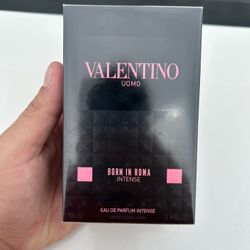 VALENTINO
UOMO
BORN IN ROMA
INTENSE
EAU DE PARFUM INTENSE